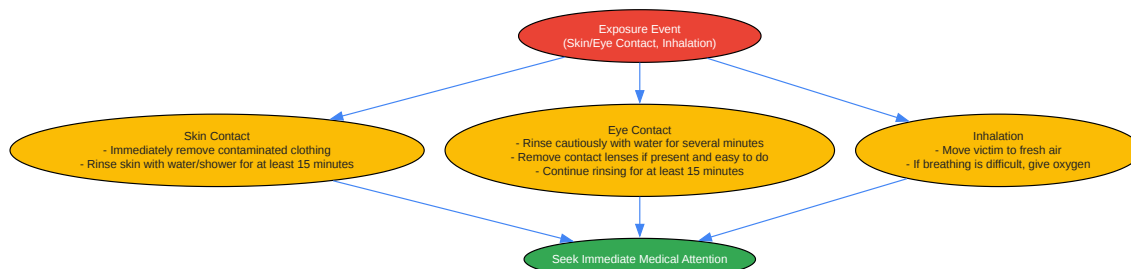 Exposure Event
(Skin/Eye Contact, Inhalation)
Skin Contact
- Immediately remove contaminated clothing
- Rinse skin with water/shower for at least 15 minutes
Eye Contact
- Rinse cautiously with water for several minutes
- Remove contact lenses if present and easy to do
- Continue rinsing for at least 15 minutes
Inhalation
- Move victim to fresh air
- If breathing is difficult, give oxygen
Seek Immediate Medical Attention